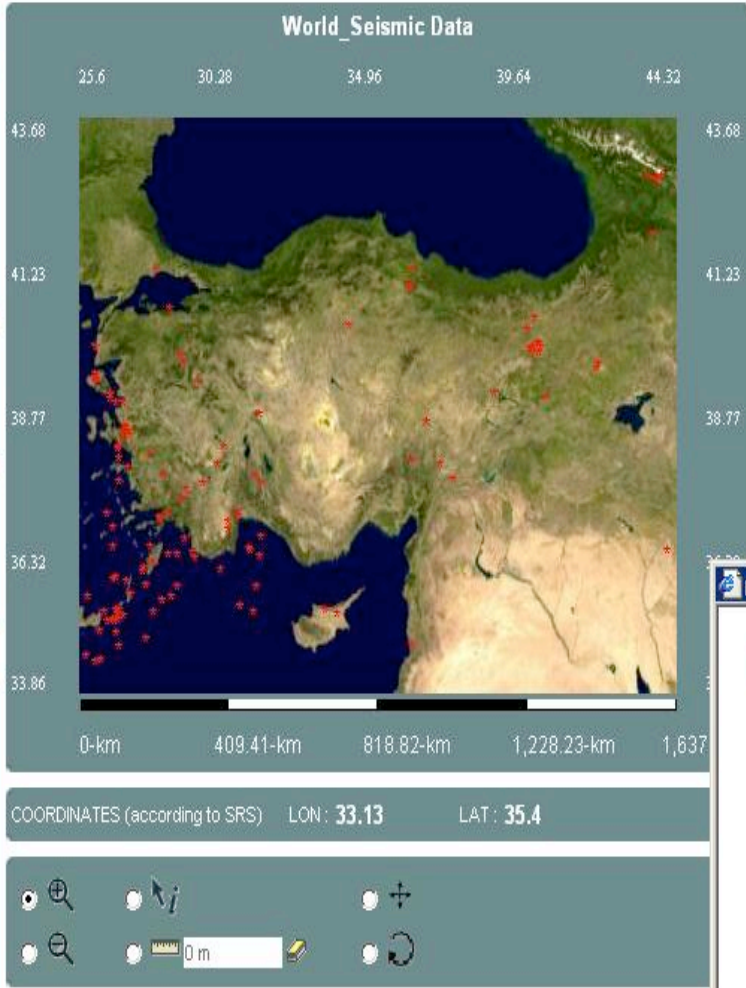 World_Seismic Data
25.6 30.28 34.96 39.64 44.32
43.68 43.68
41.23 41.23
38.77 38.77
36.32
33.86
0-km 409.41-km 818.82-km 1,228.23-km 1,637
COORDINATES (according to SRS) LON : 33.13 LAT : 35.4
i
0 m